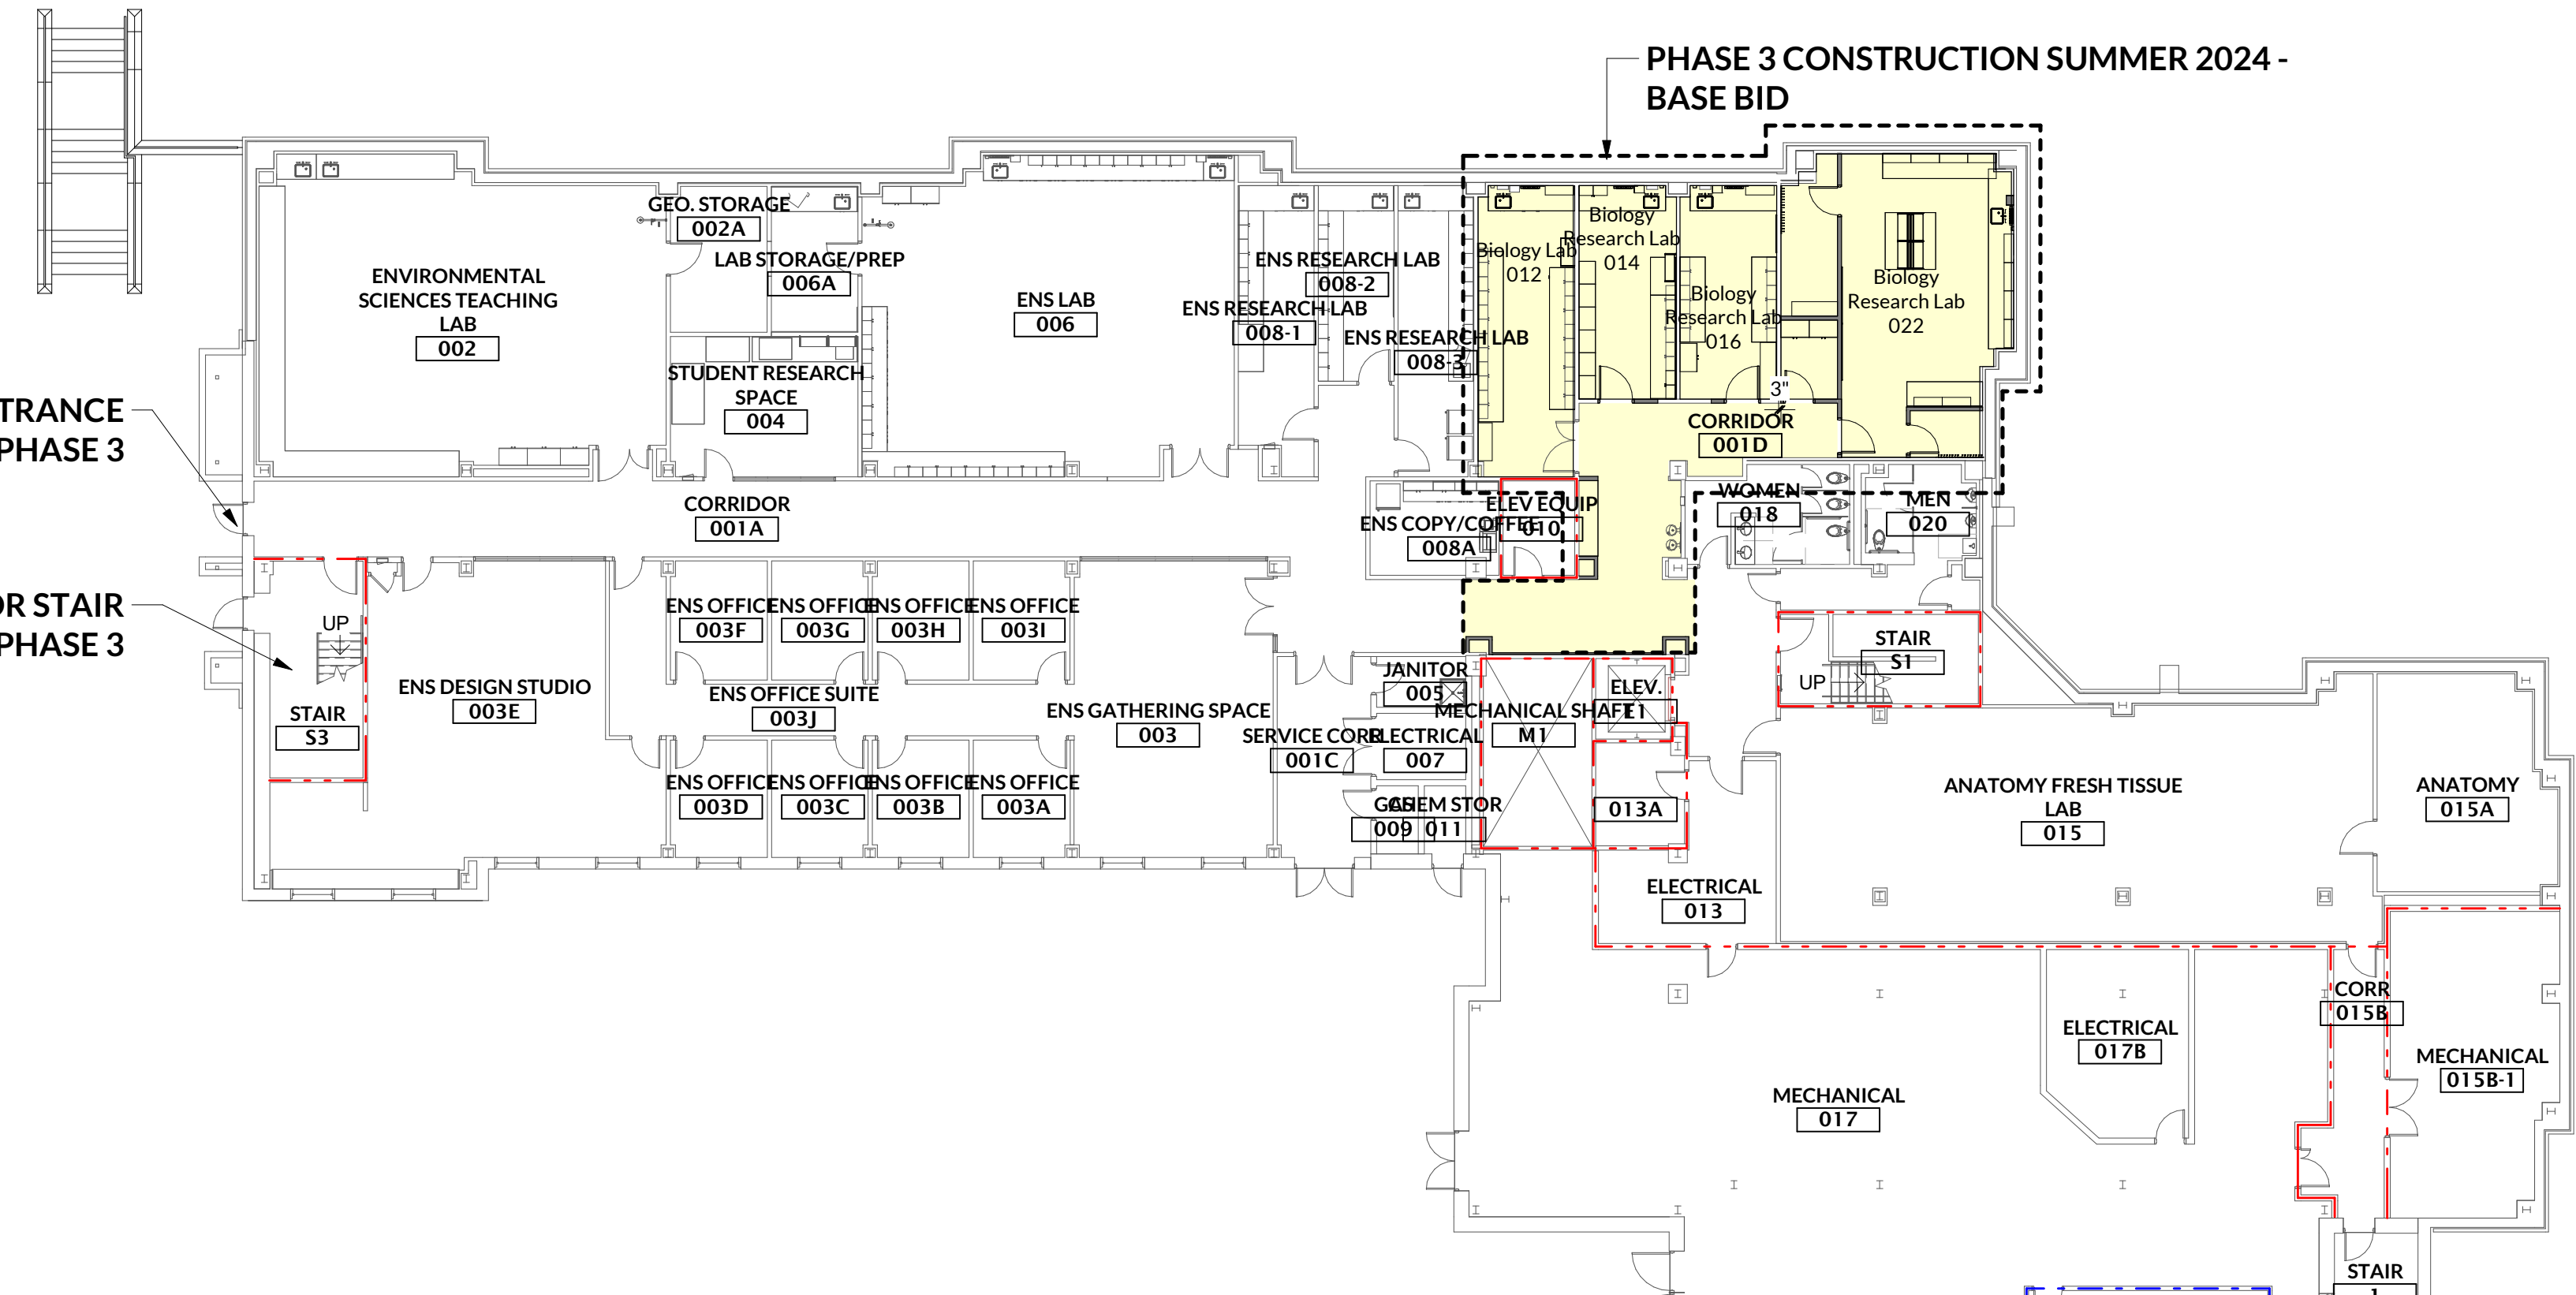 PHASE 3 CONSTRUCTION SUMMER 2024 -
BASE BID
GEO. STORAGE
002A
LAB STORAGE/PREP
006A
ENVIRONMENTAL
SCIENCES TEACHING
LAB
002
ENS LAB
006
ENS RESEARCH LAB
008-2
ENS RESEARCH LAB
008-1
ENS RESEARCH LAB
008-3
Biology Lab
012
Biology
Research Lab
014
Biology
Research Lab
016
Biology
Research Lab
022
3"
STUDENT RESEARCH
SPACE
004
TRANCE
PHASE 3
CORRIDOR
001D
CORRIDOR
001A
ENS COPY/COFFEE
008A
ELEV EQUIP
010
WOMEN
018
MEN
020
OR STAIR
PHASE 3
UP
STAIR
S3
ENS DESIGN STUDIO
003E
ENS OFFICE
003F
ENS OFFICE
003G
ENS OFFICE
003H
ENS OFFICE
003I
ENS OFFICE SUITE
003J
ENS OFFICE
003D
ENS OFFICE
003C
ENS OFFICE
003B
ENS OFFICE
003A
ENS GATHERING SPACE
003
SERVICE CORR
001C
JANITOR
005
ELECTRICAL
007
GAS
009
CHEM STOR
011
MECHANICAL SHAFT
M1
ELEV.
E1
013A
STAIR
S1
UP
ELECTRICAL
013
ANATOMY FRESH TISSUE
LAB
015
ANATOMY
015A
CORR
015B
ELECTRICAL
017B
MECHANICAL
015B-1
MECHANICAL
017
STAIR